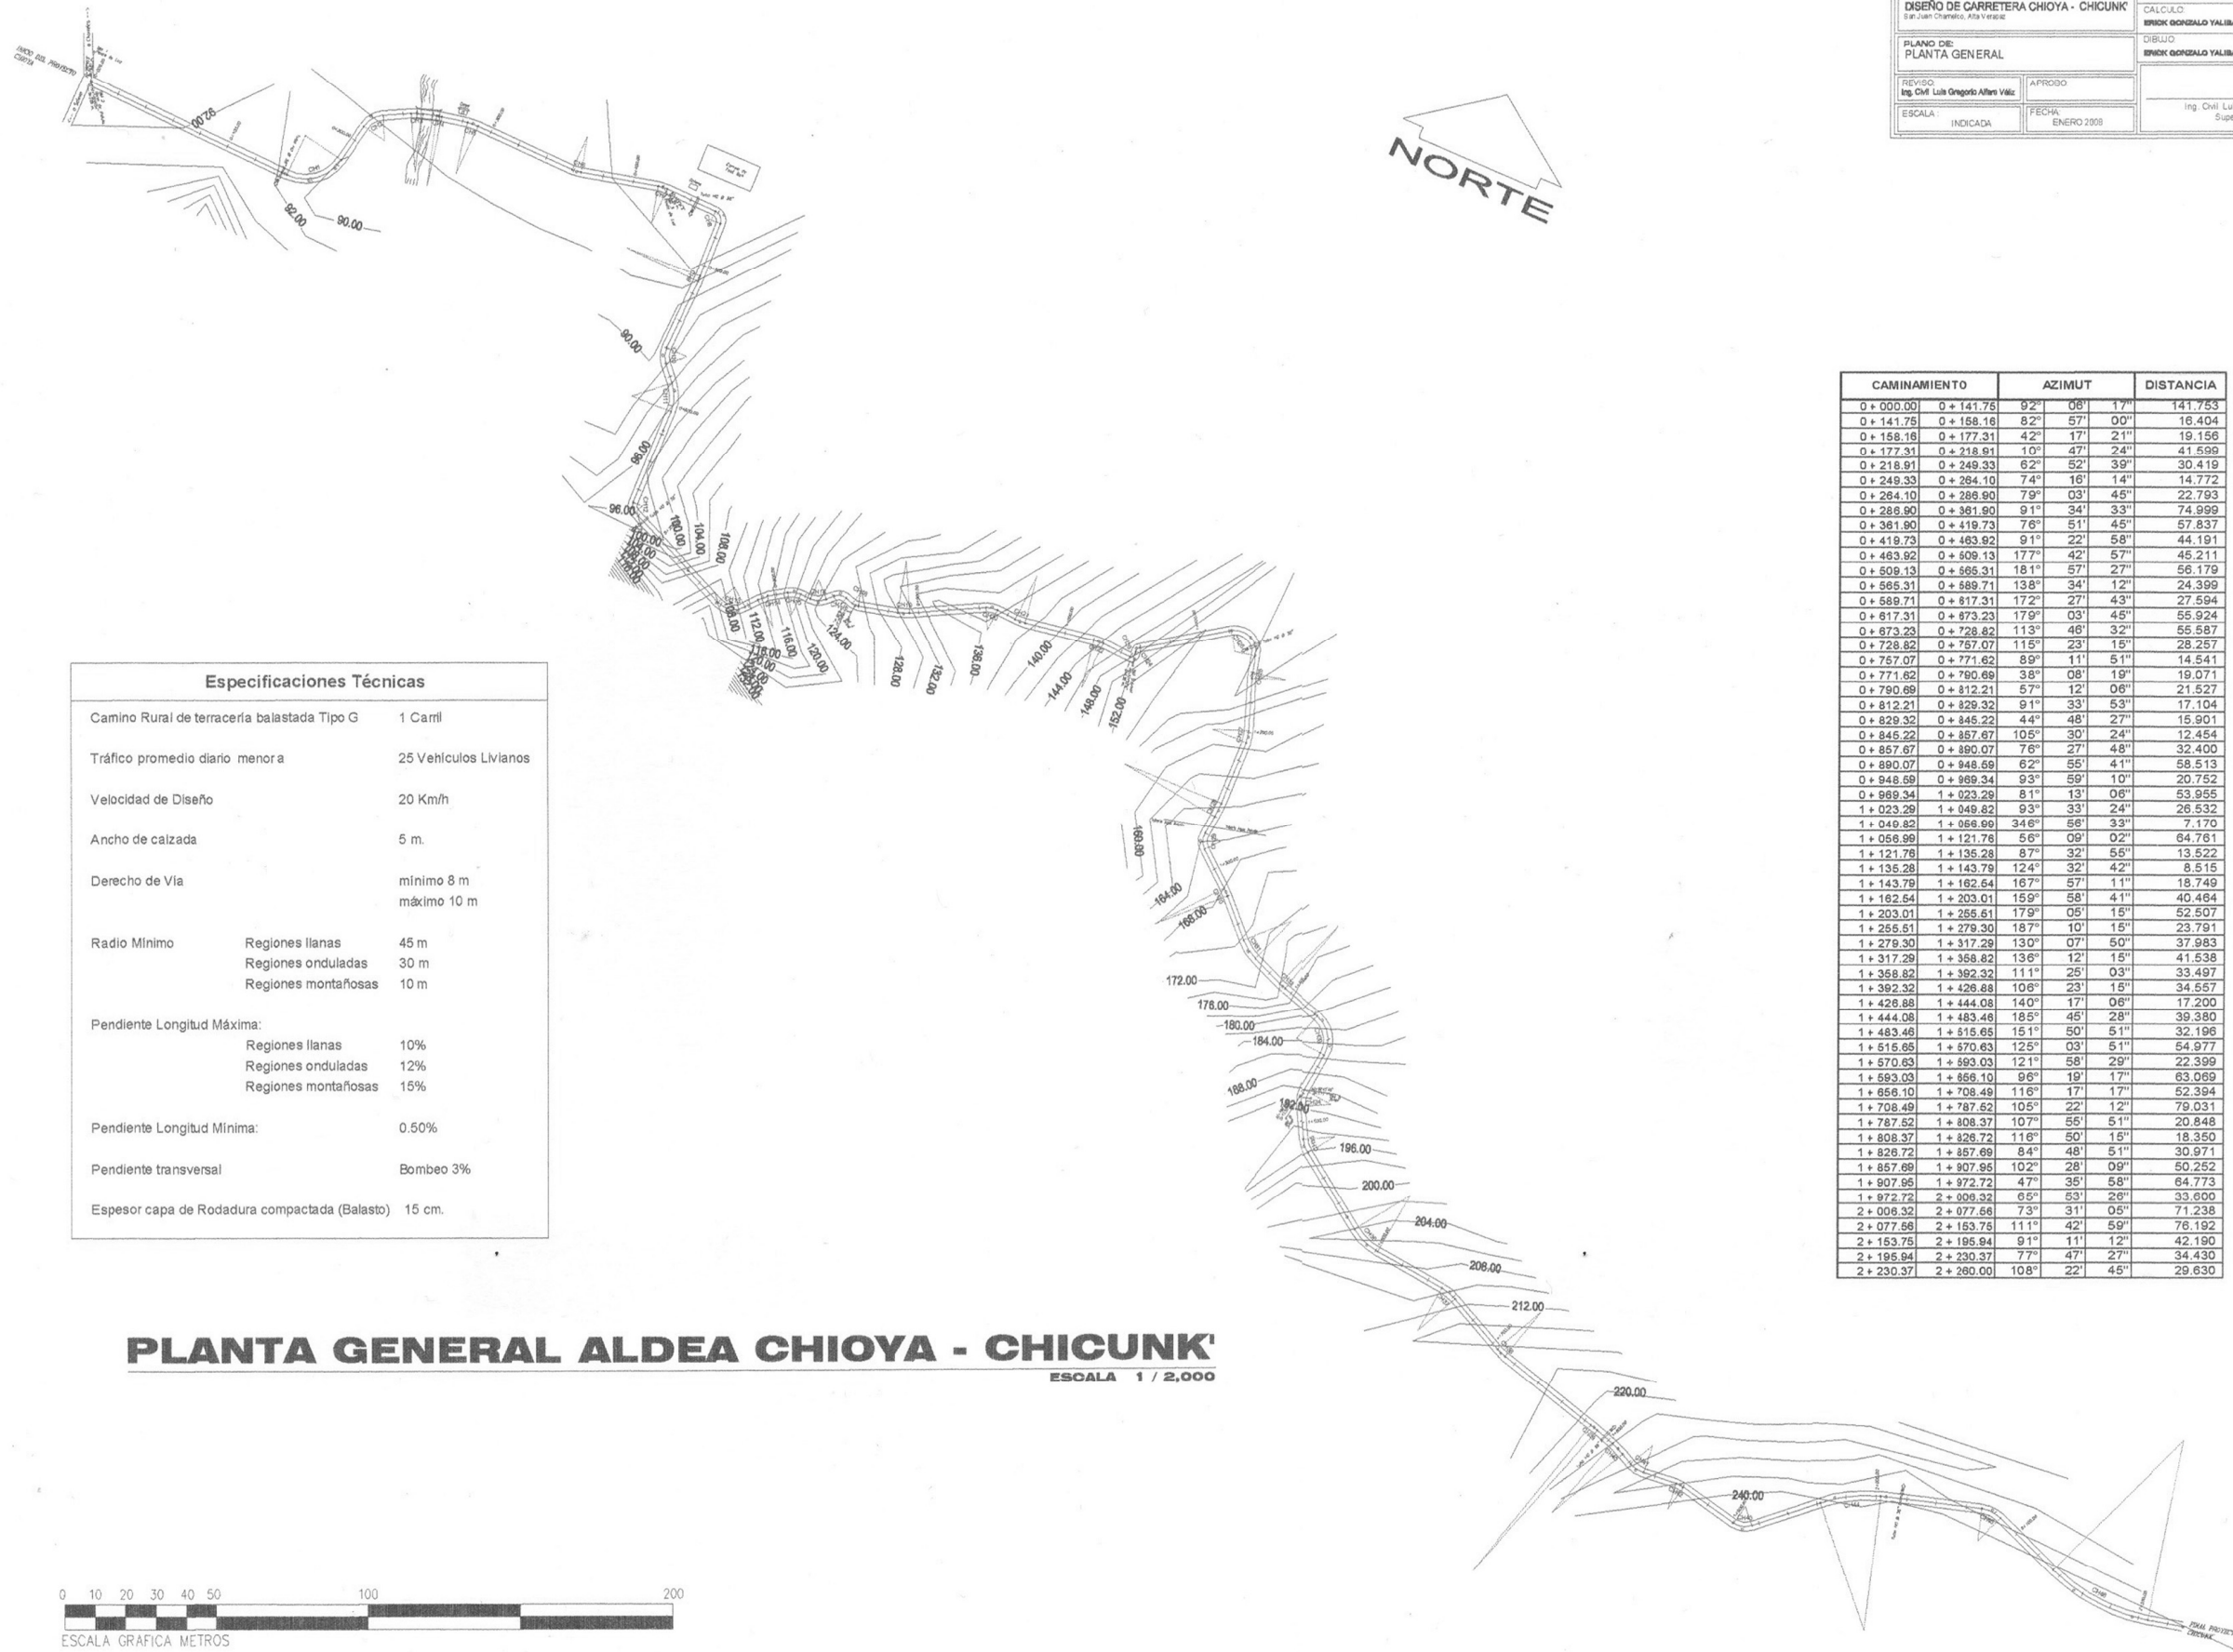 DISEÑO DE CARRETERA CHIOYA - CHICUNK'
San Juan Chamelco, Alta Verapaz
PLANO DE:
PLANTA GENERAL
REVISO:
Ing. Civil Luis Gregorio Alfaro Véliz
APROBO
ESCALA :
INDICADA
FECHA:
ENERO 2008
CALCULO:
ERICK GONZALO YALIBA
DIBUJO:
ERICK GONZALO YALIBA
Ing. Civil Lu
Supe
NORTE
92.00
92.00
90.00
90.00
96.00
96.00
100.00
104.00
108.00
108.00
112.00
116.00
120.00
124.00
128.00
132.00
136.00
140.00
144.00
148.00
152.00
160.00
164.00
168.00
172.00
176.00
180.00
184.00
188.00
192.00
196.00
200.00
204.00
208.00
212.00
220.00
240.00
CAMINAMIENTO AZIMUT DISTANCIA
0 + 000.00 0 + 141.75 92° 06' 17" 141.753
0 + 141.75 0 + 158.16 82° 57' 00" 16.404
0 + 158.16 0 + 177.31 42° 17' 21" 19.156
0 + 177.31 0 + 218.91 10° 47' 24" 41.599
0 + 218.91 0 + 249.33 62° 52' 39" 30.419
0 + 249.33 0 + 264.10 74° 16' 14" 14.772
0 + 264.10 0 + 286.90 79° 03' 45" 22.793
0 + 286.90 0 + 361.90 91° 34' 33" 74.999
0 + 361.90 0 + 419.73 76° 51' 45" 57.837
0 + 419.73 0 + 463.92 91° 22' 58" 44.191
0 + 463.92 0 + 509.13 177° 42' 57" 45.211
0 + 509.13 0 + 565.31 181° 57' 27" 56.179
0 + 565.31 0 + 589.71 138° 34' 12" 24.399
0 + 589.71 0 + 617.31 172° 27' 43" 27.594
0 + 617.31 0 + 673.23 179° 03' 45" 55.924
0 + 673.23 0 + 728.82 113° 46' 32" 55.587
0 + 728.82 0 + 757.07 115° 23' 15" 28.257
0 + 757.07 0 + 771.62 89° 11' 51" 14.541
0 + 771.62 0 + 790.69 38° 08' 19" 19.071
0 + 790.69 0 + 812.21 57° 12' 06" 21.527
0 + 812.21 0 + 829.32 91° 33' 53" 17.104
0 + 829.32 0 + 845.22 44° 48' 27" 15.901
0 + 845.22 0 + 857.67 105° 30' 24" 12.454
0 + 857.67 0 + 890.07 76° 27' 48" 32.400
0 + 890.07 0 + 948.59 62° 55' 41" 58.513
0 + 948.59 0 + 969.34 93° 59' 10" 20.752
0 + 969.34 1 + 023.29 81° 13' 06" 53.955
1 + 023.29 1 + 049.82 93° 33' 24" 26.532
1 + 049.82 1 + 056.99 346° 56' 33" 7.170
1 + 056.99 1 + 121.76 56° 09' 02" 64.761
1 + 121.76 1 + 135.28 87° 32' 55" 13.522
1 + 135.28 1 + 143.79 124° 32' 42" 8.515
1 + 143.79 1 + 162.54 167° 57' 11" 18.749
1 + 162.54 1 + 203.01 159° 58' 41" 40.464
1 + 203.01 1 + 255.51 179° 05' 15" 52.507
1 + 255.51 1 + 279.30 187° 10' 15" 23.791
1 + 279.30 1 + 317.29 130° 07' 50" 37.983
1 + 317.29 1 + 358.82 136° 12' 15" 41.538
1 + 358.82 1 + 392.32 111° 25' 03" 33.497
1 + 392.32 1 + 426.88 106° 23' 15" 34.557
1 + 426.88 1 + 444.08 140° 17' 06" 17.200
1 + 444.08 1 + 483.46 185° 45' 28" 39.380
1 + 483.46 1 + 515.65 151° 50' 51" 32.196
1 + 515.65 1 + 570.63 125° 03' 51" 54.977
1 + 570.63 1 + 593.03 121° 58' 29" 22.399
1 + 593.03 1 + 656.10 96° 19' 17" 63.069
1 + 656.10 1 + 708.49 116° 17' 17" 52.394
1 + 708.49 1 + 787.52 105° 22' 12" 79.031
1 + 787.52 1 + 808.37 107° 55' 51" 20.848
1 + 808.37 1 + 826.72 116° 50' 15" 18.350
1 + 826.72 1 + 857.69 84° 48' 51" 30.971
1 + 857.69 1 + 907.95 102° 28' 09" 50.252
1 + 907.95 1 + 972.72 47° 35' 58" 64.773
1 + 972.72 2 + 006.32 65° 53' 26" 33.600
2 + 006.32 2 + 077.56 73° 31' 05" 71.238
2 + 077.56 2 + 153.75 111° 42' 59" 76.192
2 + 153.75 2 + 195.94 91° 11' 12" 42.190
2 + 195.94 2 + 230.37 77° 47' 27" 34.430
2 + 230.37 2 + 260.00 108° 22' 45" 29.630
Especificaciones Técnicas
Camino Rural de terracería balastada Tipo G 1 Carril
Tráfico promedio diario menor a 25 Vehículos Livianos
Velocidad de Diseño 20 Km/h
Ancho de calzada 5 m.
Derecho de Vía mínimo 8 m
máximo 10 m
Radio Mínimo Regiones llanas 45 m
Regiones onduladas 30 m
Regiones montañosas 10 m
Pendiente Longitud Máxima:
Regiones llanas 10%
Regiones onduladas 12%
Regiones montañosas 15%
Pendiente Longitud Mínima: 0.50%
Pendiente transversal Bombeo 3%
Espesor capa de Rodadura compactada (Balasto) 15 cm.
PLANTA GENERAL ALDEA CHIOYA - CHICUNK'
ESCALA 1 / 2,000
0 10 20 30 40 50 100 200
ESCALA GRAFICA METROS